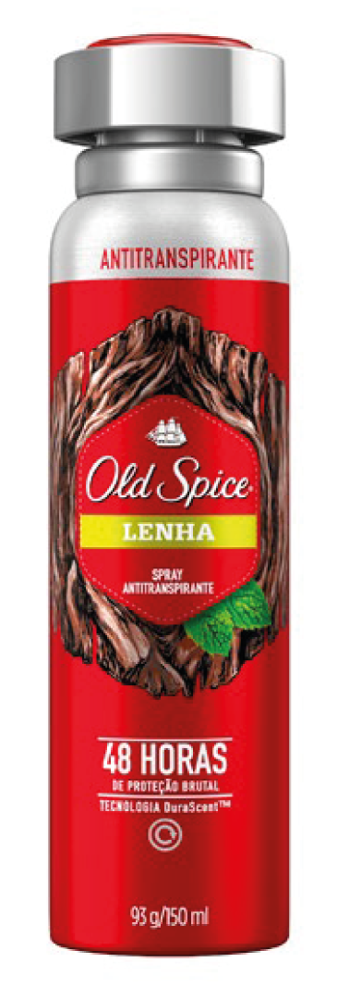 ANTITRANSPIRANTE
Old Spice
LENHA
SPRAY
ANTITRANSPIRANTE
48 HORAS
DE PROTEÇÃO BRUTAL
TECNOLOGIA DuraScent™
93 g/150 ml